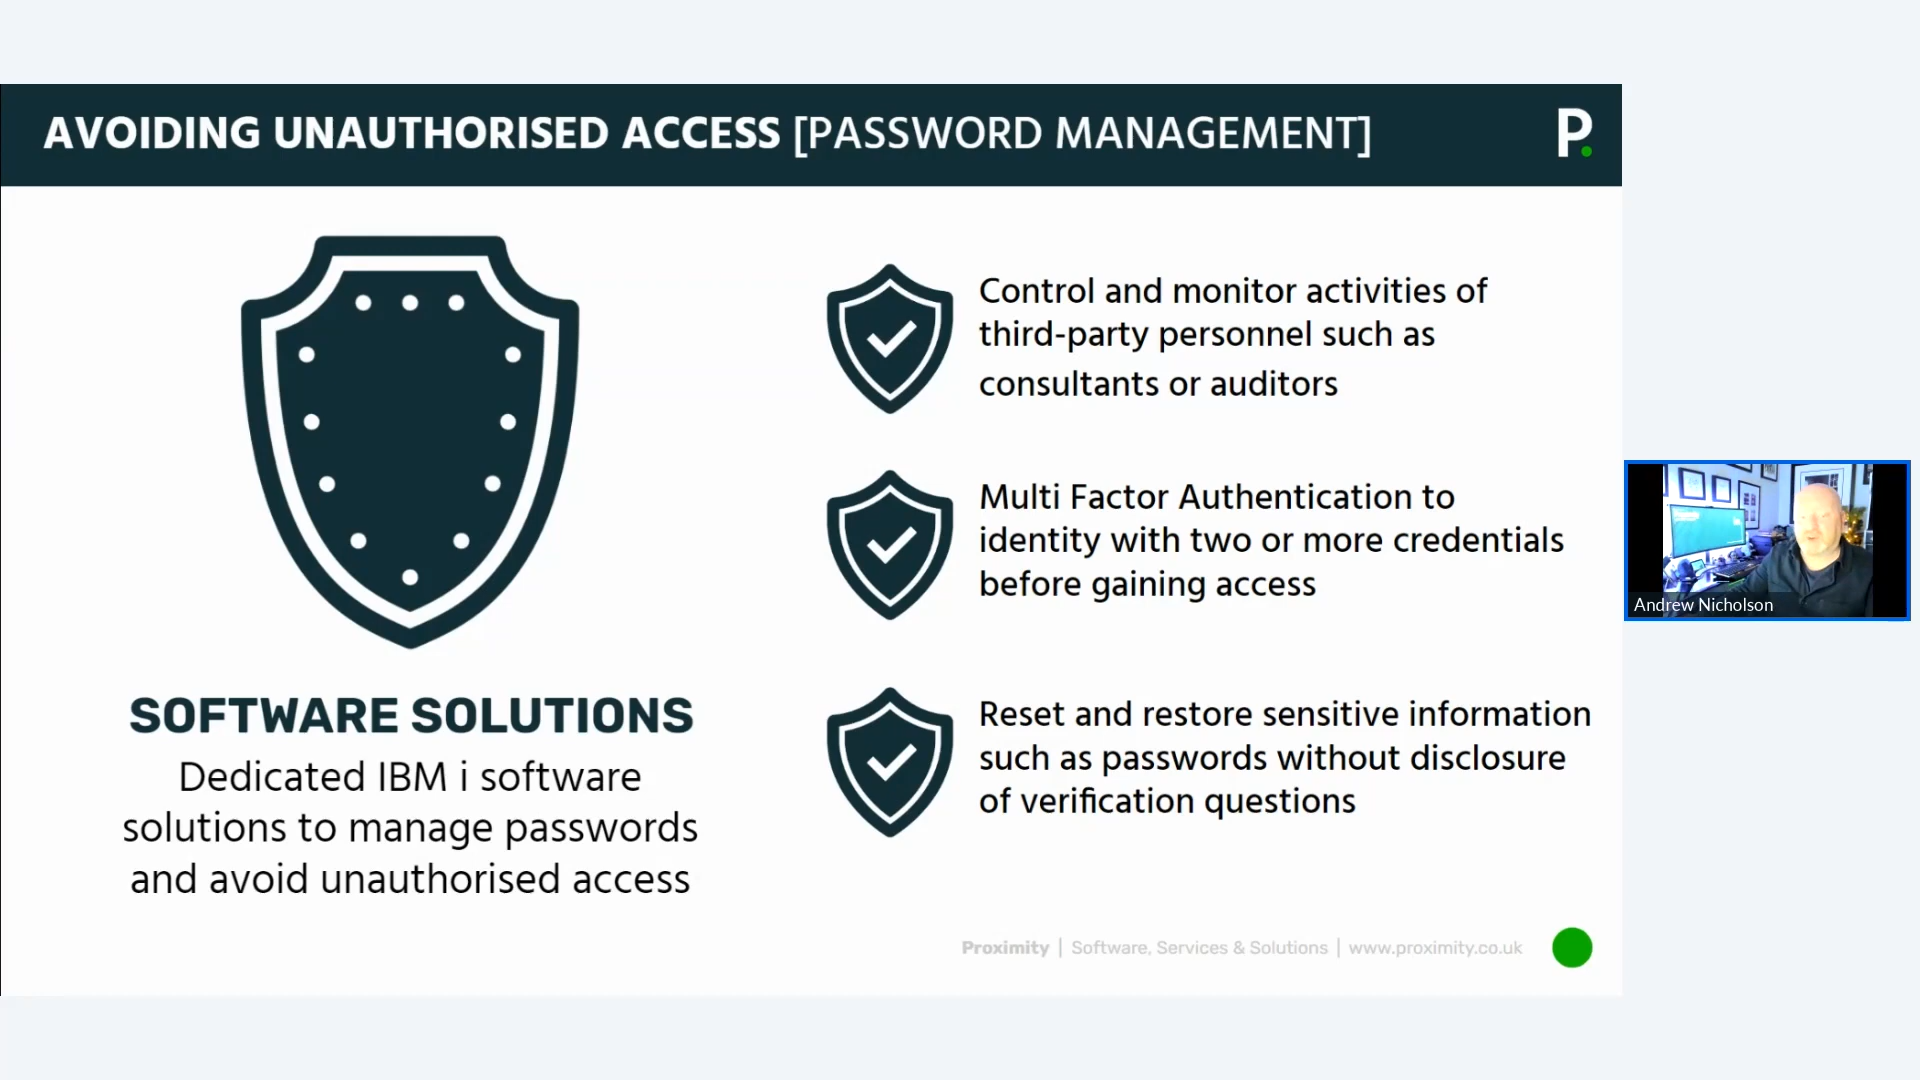 AVOIDING UNAUTHORISED ACCESS [PASSWORD MANAGEMENT]
P.
SOFTWARE SOLUTIONS
Dedicated IBM i software
solutions to manage passwords
and avoid unauthorised access
Control and monitor activities of
third-party personnel such as
consultants or auditors
Multi Factor Authentication to
identity with two or more credentials
before gaining access
Reset and restore sensitive information
such as passwords without disclosure
of verification questions
Proximity | Software, Services & Solutions | www.proximity.co.uk
Andrew Nicholson